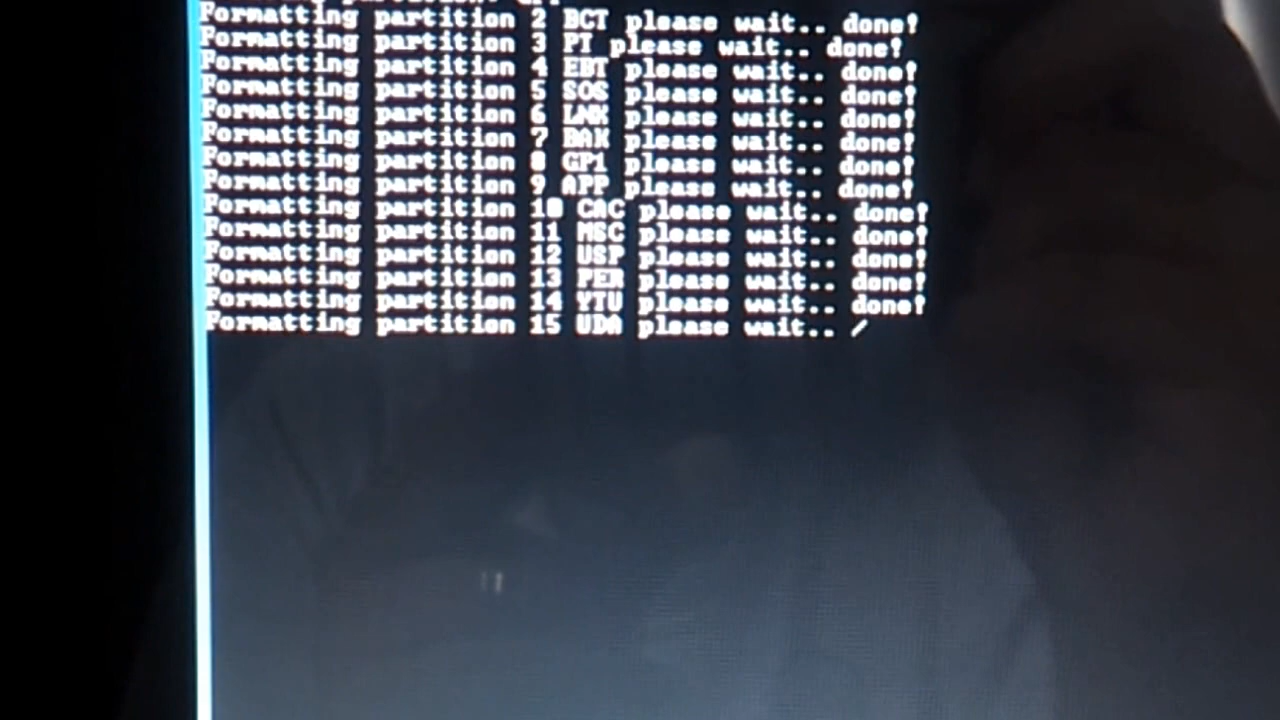 Formatting partition 2 BCT please wait.. done!
Formatting partition 3 PT please wait.. done!
Formatting partition 4 EBT please wait.. done!
Formatting partition 5 SOS please wait.. done!
Formatting partition 6 LNX please wait.. done!
Formatting partition 7 BAK please wait.. done!
Formatting partition 8 GP1 please wait.. done!
Formatting partition 9 APP please wait.. done!
Formatting partition 10 CAC please wait.. done!
Formatting partition 11 MSC please wait.. done!
Formatting partition 12 USP please wait.. done!
Formatting partition 13 PER please wait.. done!
Formatting partition 14 YTU please wait.. done!
Formatting partition 15 UDA please wait.. /